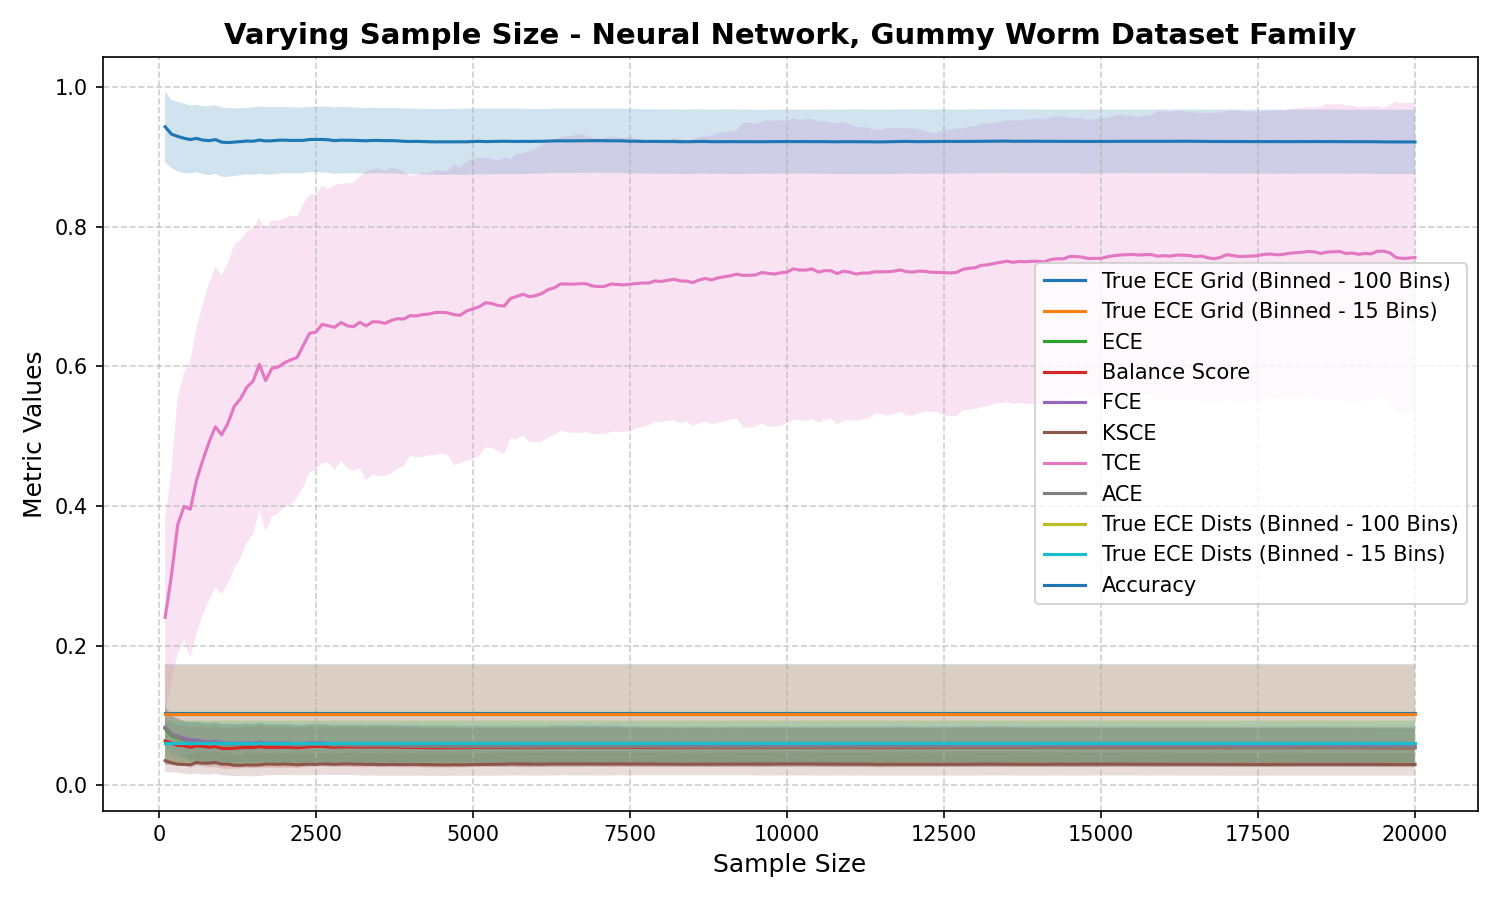 Varying Sample Size - Neural Network, Gummy Worm Dataset Family
Metric Values
1.0
0.8
0.6
0.4
0.2
0.0
True ECE Grid (Binned - 100 Bins)
True ECE Grid (Binned - 15 Bins)
ECE
Balance Score
FCE
KSCE
TCE
ACE
True ECE Dists (Binned - 100 Bins)
True ECE Dists (Binned - 15 Bins)
Accuracy
0 2500 5000 7500 10000 12500 15000 17500 20000
Sample Size